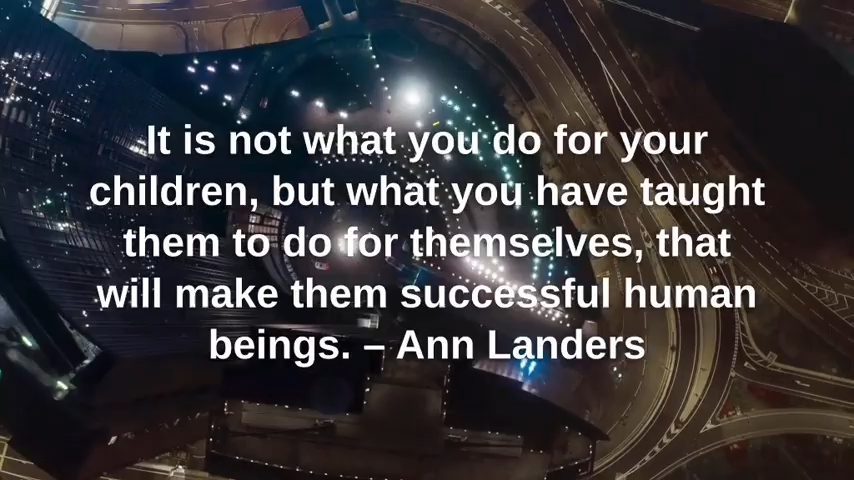 It is not what you do for your
children, but what you have taught
them to do for themselves, that
will make them successful human
beings. – Ann Landers